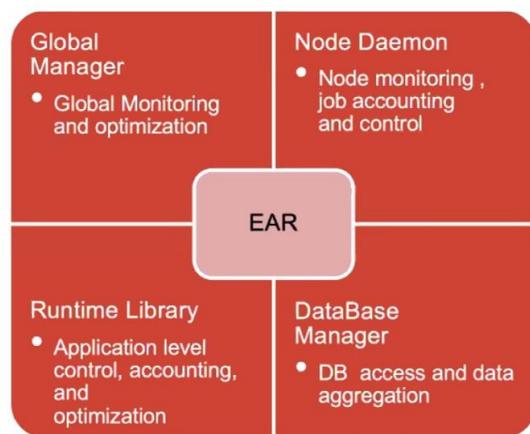 Global
Manager
• Global Monitoring
and optimization
Node Daemon
• Node monitoring ,
job accounting
and control
EAR
Runtime Library
• Application level
control, accounting,
and
optimization
DataBase
Manager
• DB access and data
aggregation